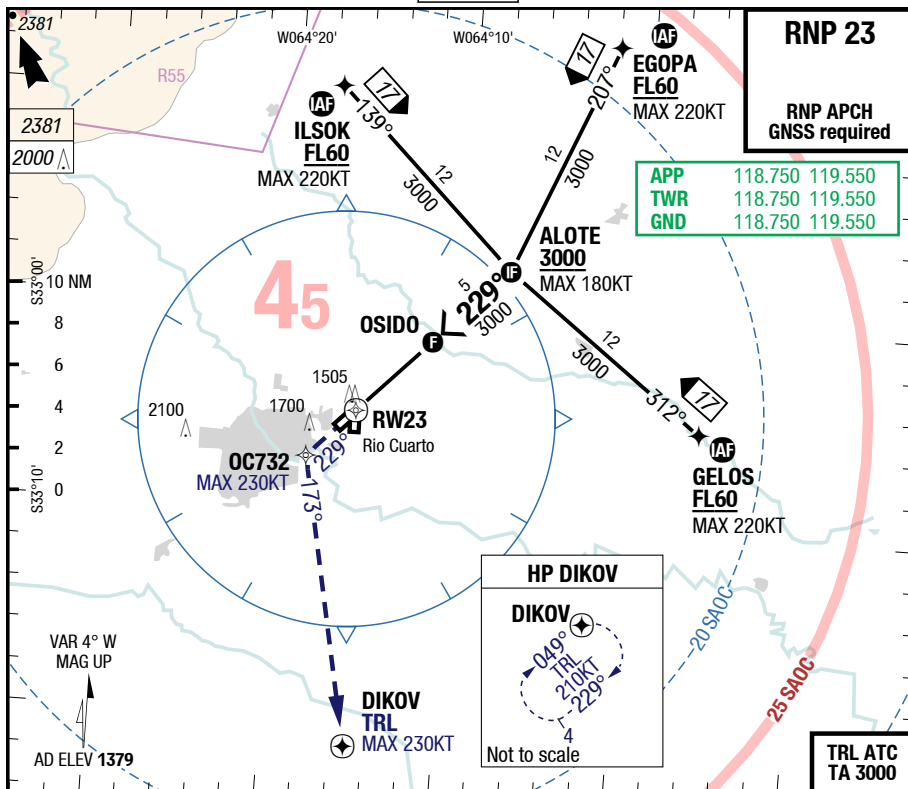 2381
R55
2381
2000
W064°20'
W064°10'
RNP 23
RNP APCH
GNSS required
APP 118.750 119.550
TWR 118.750 119.550
GND 118.750 119.550
IAF
ILSOK
FL60
MAX 220KT
17
139°
12
3000
IAF
EGOPA
FL60
MAX 220KT
17
207°
12
3000
ALOTE
3000
MAX 180KT
IF
5
229°
3000
OSIDO
F
12
3000
312°
17
IAF
GELOS
FL60
MAX 220KT
45
S33°00'
10 NM
8
6
4
2
0
S33°10'
2100
1700
1505
RW23
Rio Cuarto
OC732
MAX 230KT
229°
173°
DIKOV
TRL
MAX 230KT
HP DIKOV
DIKOV
049°
TRL
210KT
229°
4
Not to scale
20 SAOC
25 SAOC
VAR 4° W
MAG UP
AD ELEV 1379
TRL ATC
TA 3000